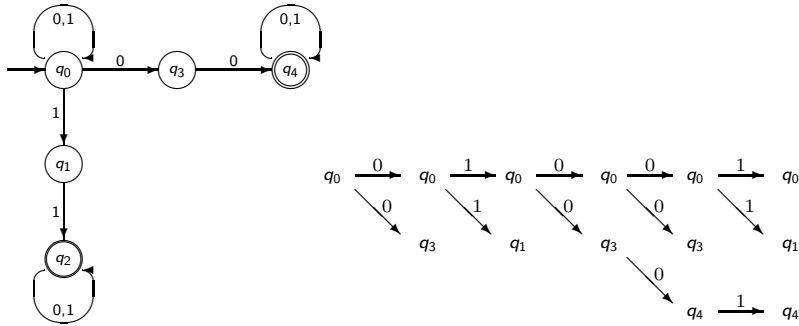 0,1 0,1
q0 0 q3 0 q4
1
q1
1
q2
0,1
q0 0 q0 1 q0 0 q0 0 q0 1 q0
0 1 0 0 1
q3 q1 q3 q3 q1
0
q4 1 q4